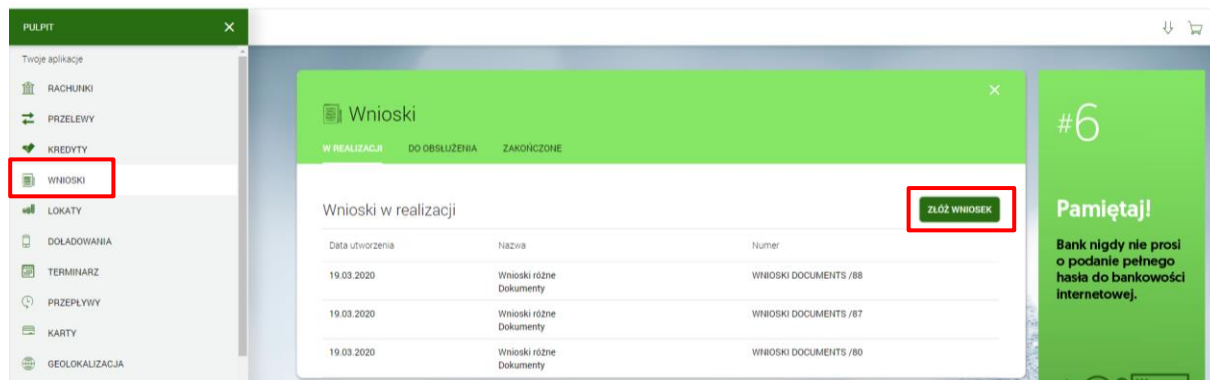 PULPIT
Twoje aplikacje
RACHUNKI
PRZELEWY
KREDYTY
WNIOSKI
LOKATY
DOŁADOWANIA
TERMINARZ
PRZEPŁYWY
KARTY
GEOLOKALIZACJA
Wnioski
W REALIZACJI DO OBSŁUŻENIA ZAKOŃCZONE
Wnioski w realizacji
ZŁÓŻ WNIOSEK
Data utworzenia Nazwa Numer
19.03.2020 Wnioski różne WNIOSKI DOCUMENTS /88
Dokumenty
19.03.2020 Wnioski różne WNIOSKI DOCUMENTS /87
Dokumenty
19.03.2020 Wnioski różne WNIOSKI DOCUMENTS /80
Dokumenty
#6
Pamiętaj!
Bank nigdy nie prosi
o podanie pełnego
hasła do bankowości
internetowej.